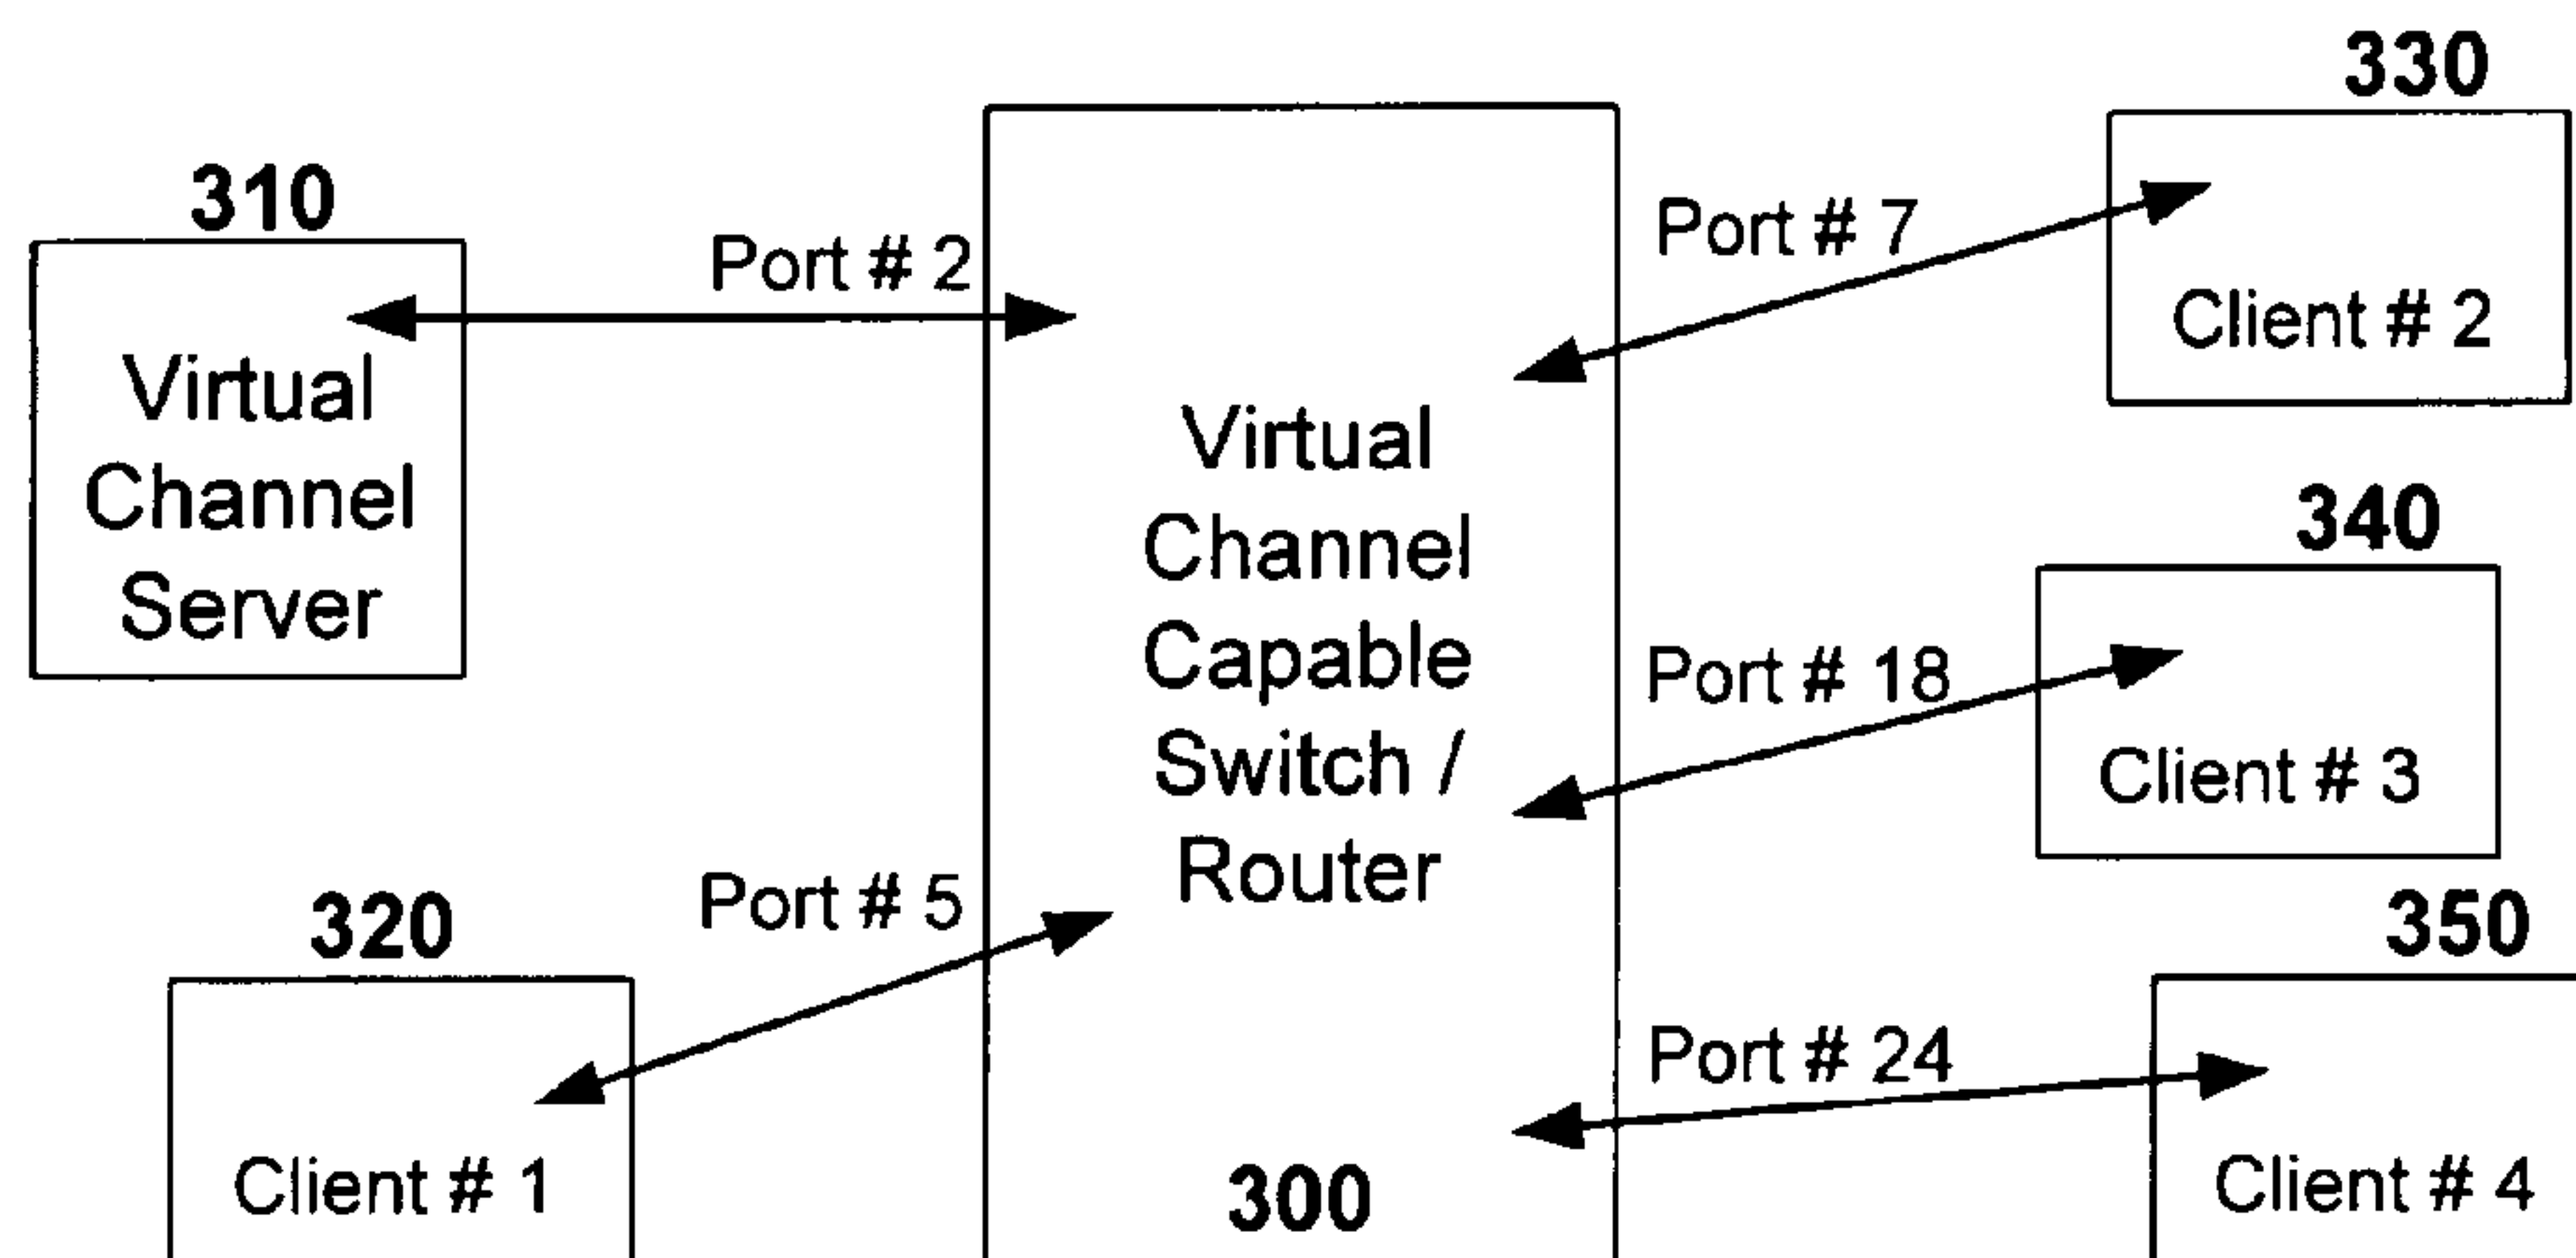 330
310
Port # 2
Port # 7
Client # 2
Virtual
Channel
Server
Virtual
Channel
Capable
Switch /
Router
340
Port # 18
Client # 3
320
Port # 5
Client # 1
350
Port # 24
Client # 4
300